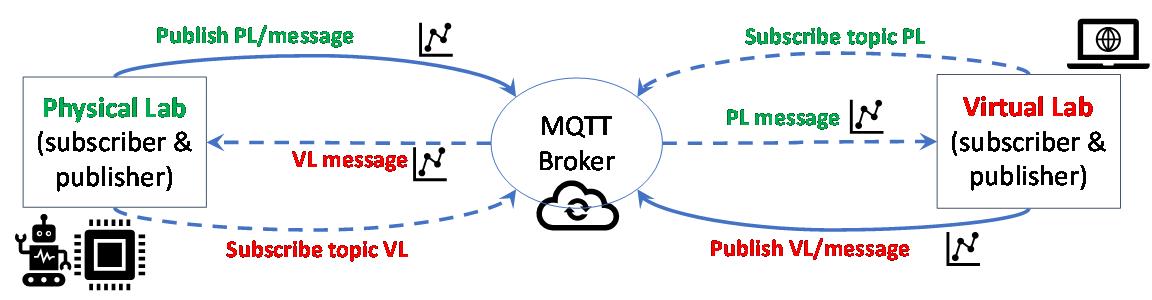 Publish PL/message
Subscribe topic PL
Physical Lab
(subscriber &
publisher)
VL message
Subscribe topic VL
MQTT
Broker
PL message
Virtual Lab
(subscriber &
publisher)
Publish VL/message